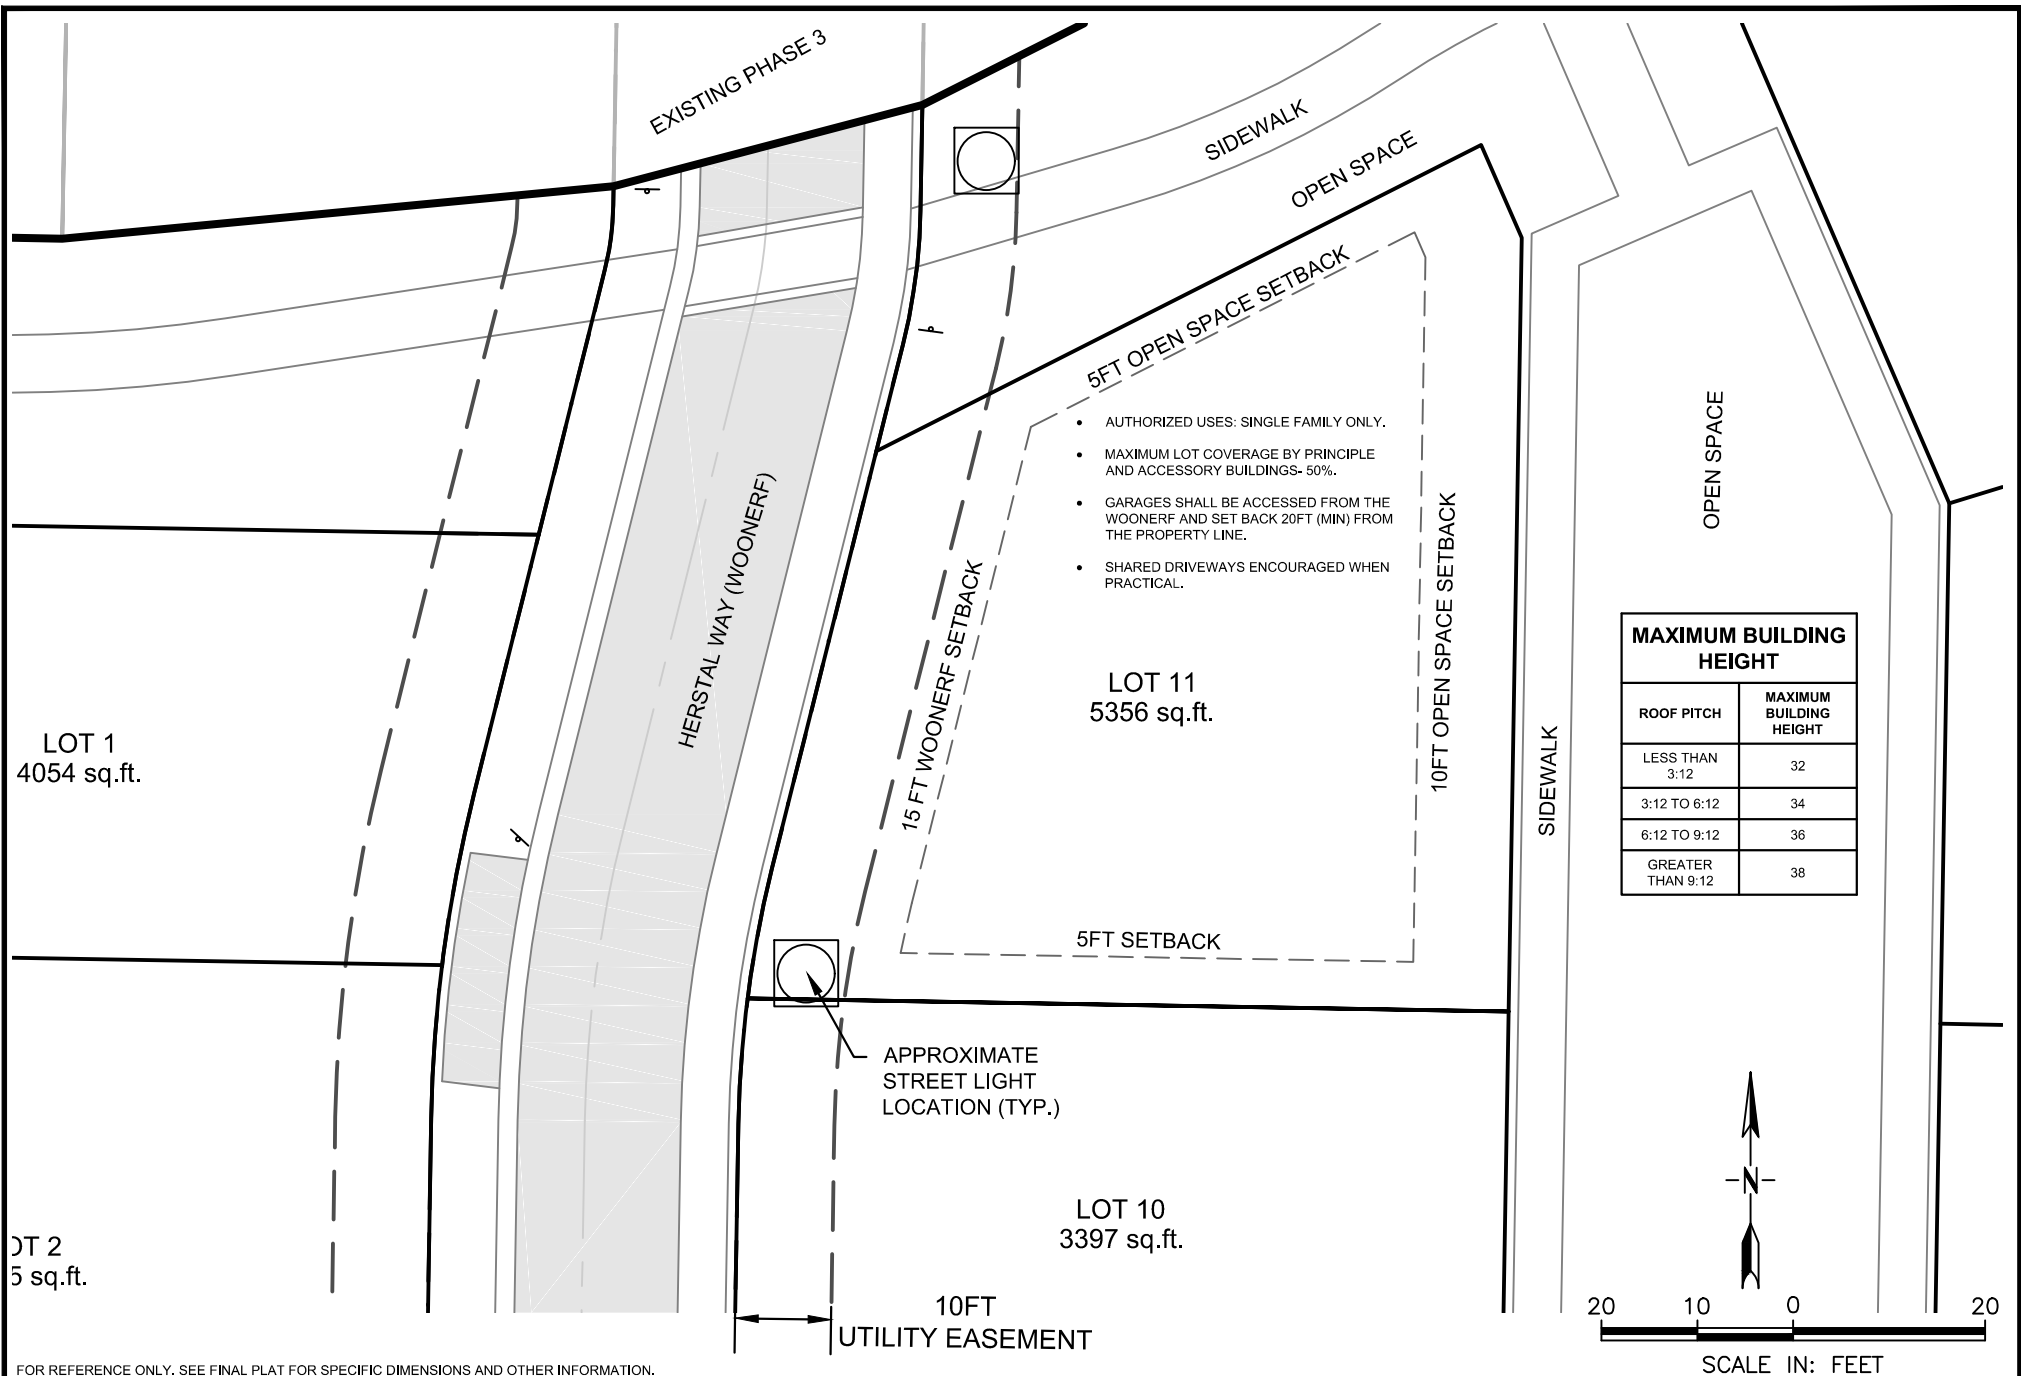 EXISTING PHASE 3
SIDEWALK
OPEN SPACE
5FT OPEN SPACE SETBACK
• AUTHORIZED USES: SINGLE FAMILY ONLY.
• MAXIMUM LOT COVERAGE BY PRINCIPLE
AND ACCESSORY BUILDINGS- 50%.
• GARAGES SHALL BE ACCESSED FROM THE
WOONERF AND SET BACK 20FT (MIN) FROM
THE PROPERTY LINE.
• SHARED DRIVEWAYS ENCOURAGED WHEN
PRACTICAL.
HERSTAL WAY (WOONERF)
15 FT WOONERF SETBACK
10FT OPEN SPACE SETBACK
OPEN SPACE
SIDEWALK
LOT 11
5356 sq.ft.
LOT 1
4054 sq.ft.
MAXIMUM BUILDING
HEIGHT
ROOF PITCH
MAXIMUM
BUILDING
HEIGHT
LESS THAN
3:12
32
3:12 TO 6:12
34
6:12 TO 9:12
36
GREATER
THAN 9:12
38
5FT SETBACK
APPROXIMATE
STREET LIGHT
LOCATION (TYP.)
LOT 10
3397 sq.ft.
OT 2
5 sq.ft.
N
10FT
UTILITY EASEMENT
20 10 0 20
SCALE IN: FEET
FOR REFERENCE ONLY. SEE FINAL PLAT FOR SPECIFIC DIMENSIONS AND OTHER INFORMATION.